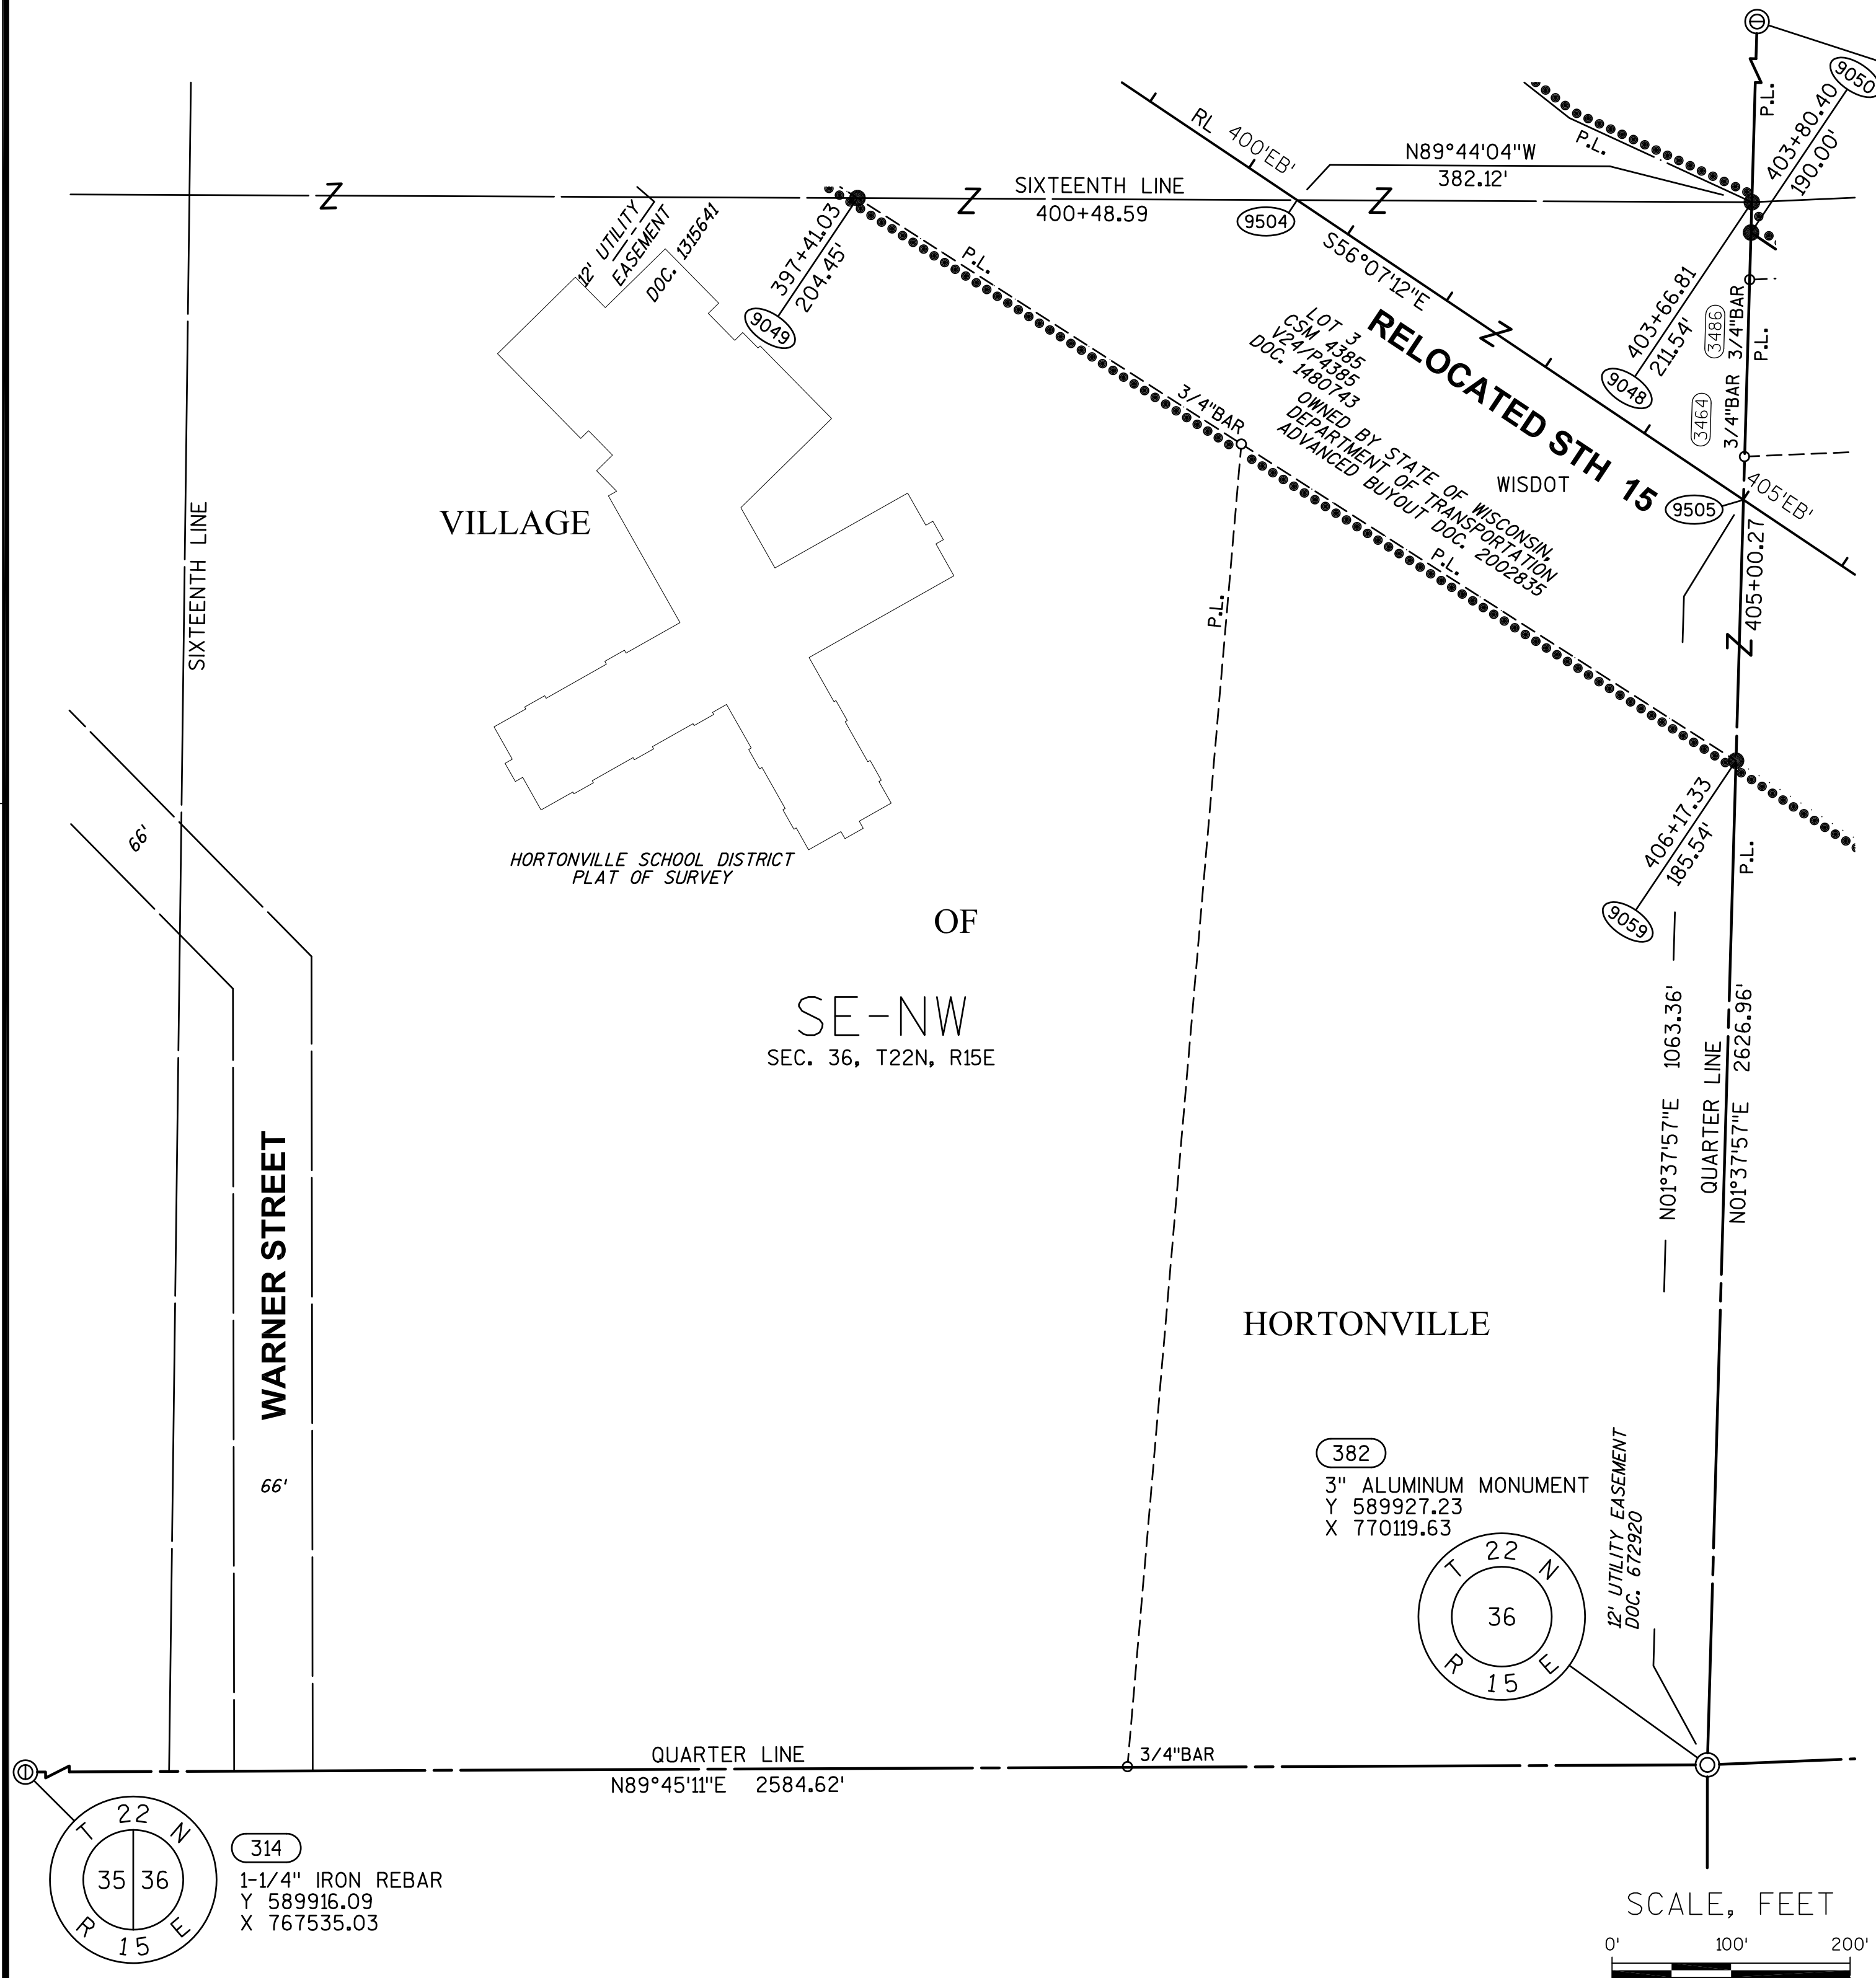 9050
403+80.40
190.00'
P.L.
RL 400'EB'
P.L.
N89°44'04"W
382.12'
Z
SIXTEENTH LINE
400+48.59
Z
Z
9504
12' UTILITY
EASEMENT
DOC. 1315641
397+41.03
204.45'
9049
P.L.
S56°07'12"E
Z
403+66.81
211.54'
9048
3486
3/4"BAR
P.L.
3464
3/4"BAR
LOT 3
CSM 4385
V24/P4385
DOC. 1480743
OWNED BY STATE OF WISCONSIN,
DEPARTMENT OF TRANSPORTATION
ADVANCED BUYOUT DOC. 2002835
RELOCATED STH 15
WISDOT
9505
405'EB'
3/4"BAR
P.L.
P.L.
405+00.27
Z
SIXTEENTH LINE
VILLAGE
66'
HORTONVILLE SCHOOL DISTRICT
PLAT OF SURVEY
406+17.33
185.54'
9059
P.L.
OF
SE-NW
SEC. 36, T22N, R15E
N01°37'57"E 1063.36'
QUARTER LINE
N01°37'57"E 2626.96'
WARNER STREET
66'
HORTONVILLE
382
3" ALUMINUM MONUMENT
Y 589927.23
X 770119.63
T 22 N
36
R 15 E
12' UTILITY EASEMENT
DOC. 672920
QUARTER LINE
N89°45'11"E 2584.62'
3/4"BAR
T 22 N
35 36
R 15 E
314
1-1/4" IRON REBAR
Y 589916.09
X 767535.03
SCALE, FEET
0' 100' 200'